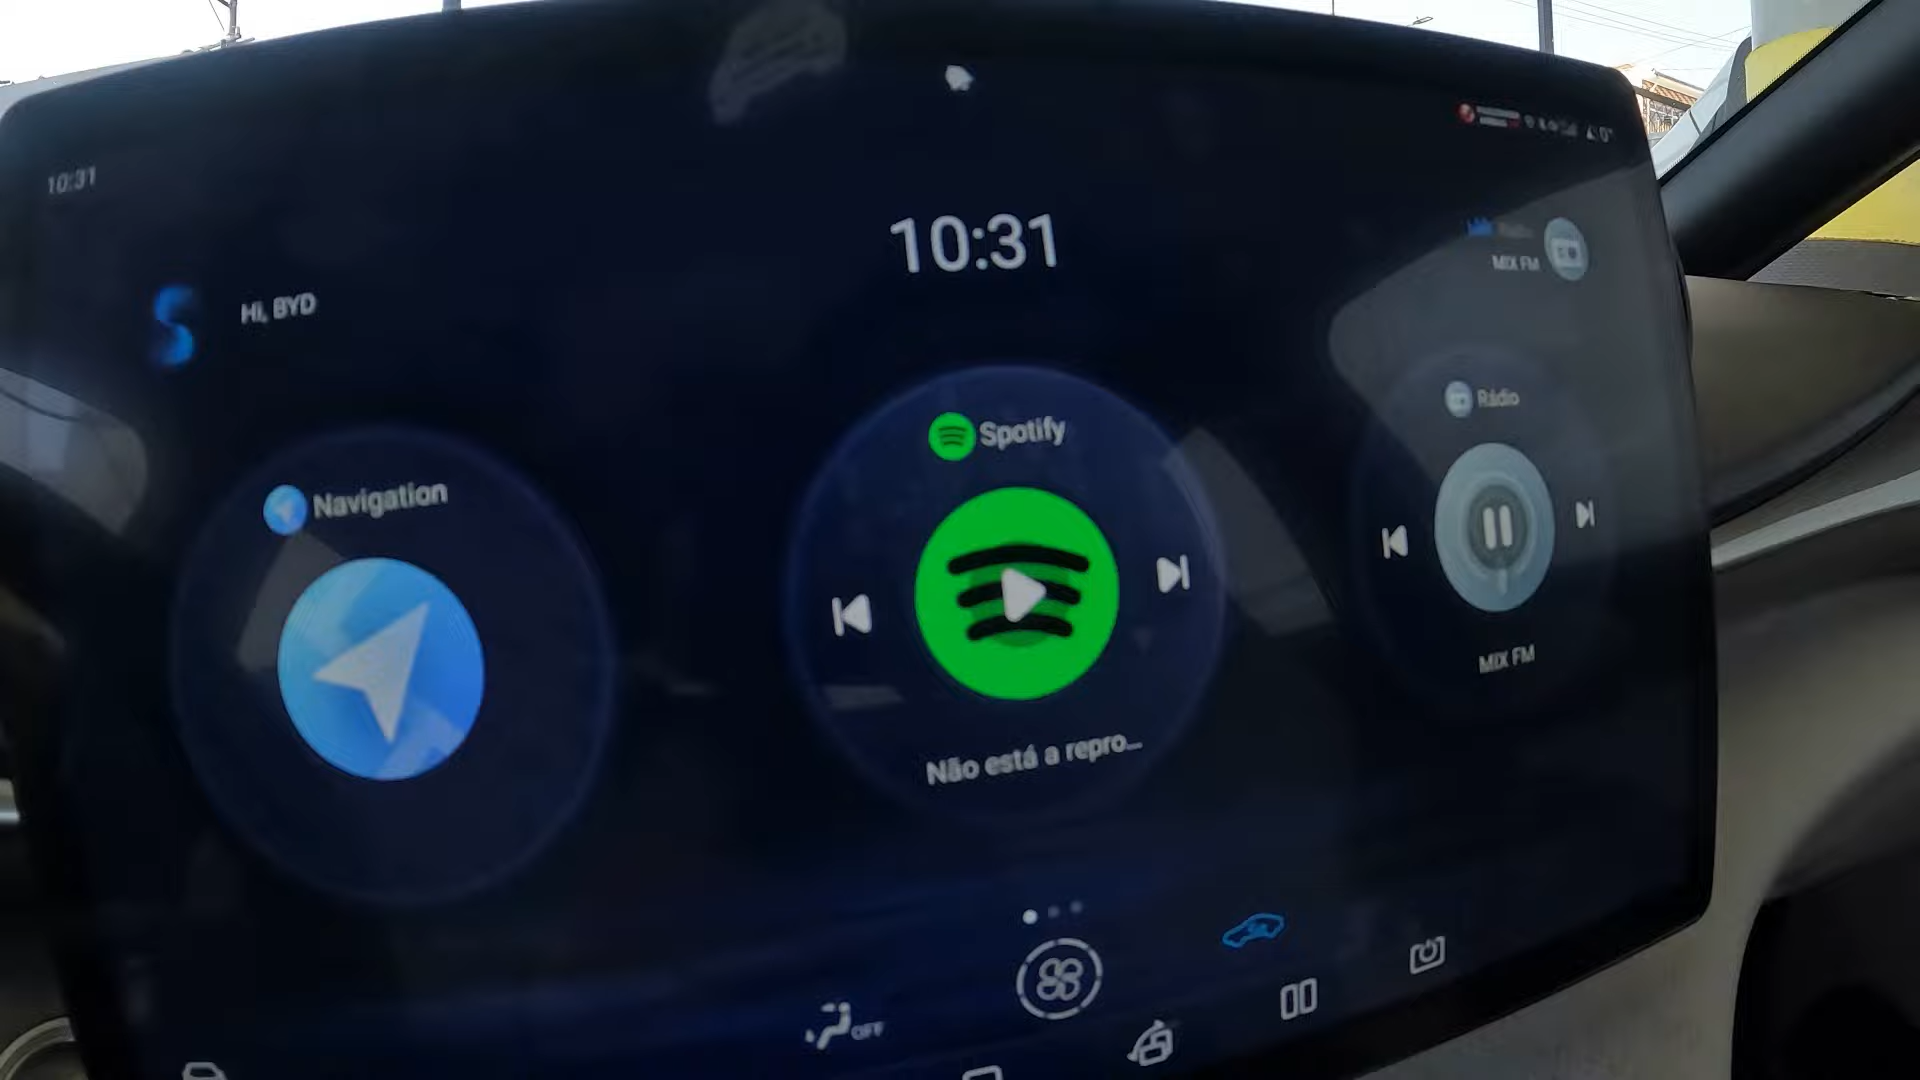 10:31
10:31
MIX FM
Hi, BYD
Spotify
Rádio
Navigation
Não está a repro...
MIX FM
OFF